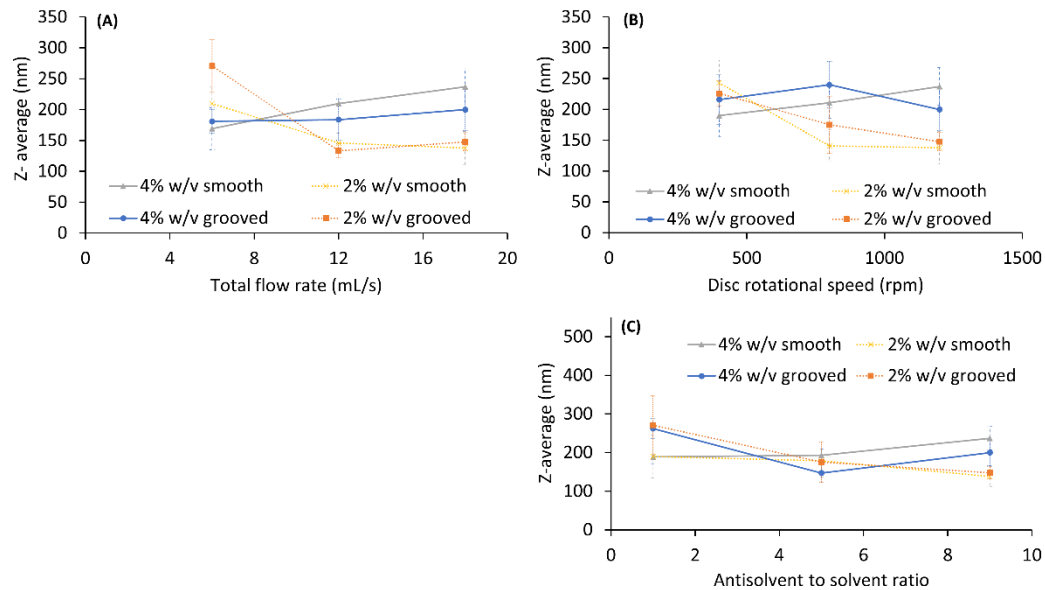 (A)
350
300
250
200
150
100
50
0
Z- average (nm)
4% w/v smooth
2% w/v smooth
4% w/v grooved
2% w/v grooved
0 4 8 12 16 20
Total flow rate (mL/s)
(B)
350
300
250
200
150
100
50
0
Z-average (nm)
4% w/v smooth
2% w/v smooth
4% w/v grooved
2% w/v grooved
0 500 1000 1500
Disc rotational speed (rpm)
(C)
500
400
300
200
100
0
Z-average (nm)
4% w/v smooth
2% w/v smooth
4% w/v grooved
2% w/v grooved
0 2 4 6 8 10
Antisolvent to solvent ratio